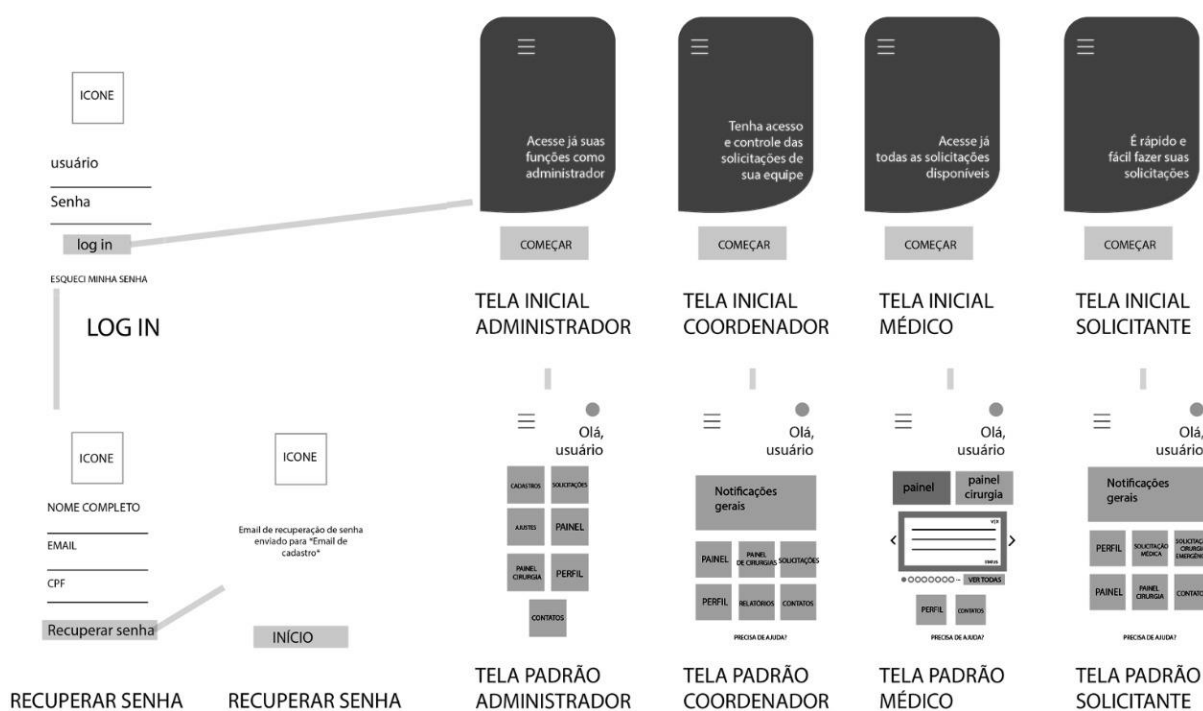 ICONE
usuário
Senha
log in
ESQUECI MINHA SENHA
LOG IN
Acesse já suas
funções como
administrador
COMEÇAR
TELA INICIAL
ADMINISTRADOR
Tenha acesso
e controle das
solicitações de
sua equipe
COMEÇAR
TELA INICIAL
COORDENADOR
Acesse já
todas as solicitações
disponíveis
COMEÇAR
TELA INICIAL
MÉDICO
É rápido e
fácil fazer suas
solicitações
COMEÇAR
TELA INICIAL
SOLICITANTE
ICONE
NOME COMPLETO
EMAIL
CPF
Recuperar senha
RECUPERAR SENHA
ICONE
Email de recuperação de senha
enviado para "Email de
cadastro"
INÍCIO
RECUPERAR SENHA
Olá,
usuário
CADASTROS
SOLICITAÇÕES
AJUSTES
PAINEL
PAINEL
CIRURGIA
PERFIL
CONTATOS
TELA PADRÃO
ADMINISTRADOR
Olá,
usuário
Notificações
gerais
PAINEL
PAINEL
DE CIRURGIAS
SOLICITAÇÕES
PERFIL
RELATÓRIOS
CONTATOS
PRECISA DE AJUDA?
TELA PADRÃO
COORDENADOR
Olá,
usuário
painel
painel
cirurgia
VER
STATUS
VER TODAS
PERFIL
CONTATOS
PRECISA DE AJUDA?
TELA PADRÃO
MÉDICO
Olá,
usuário
Notificações
gerais
PERFIL
SOLICITAÇÃO
MÉDICA
CIRURGIA
PAINEL
PAINEL
CIRURGIA
PRECISA DE AJUDA?
TELA PADRÃO
SOLICITANTE